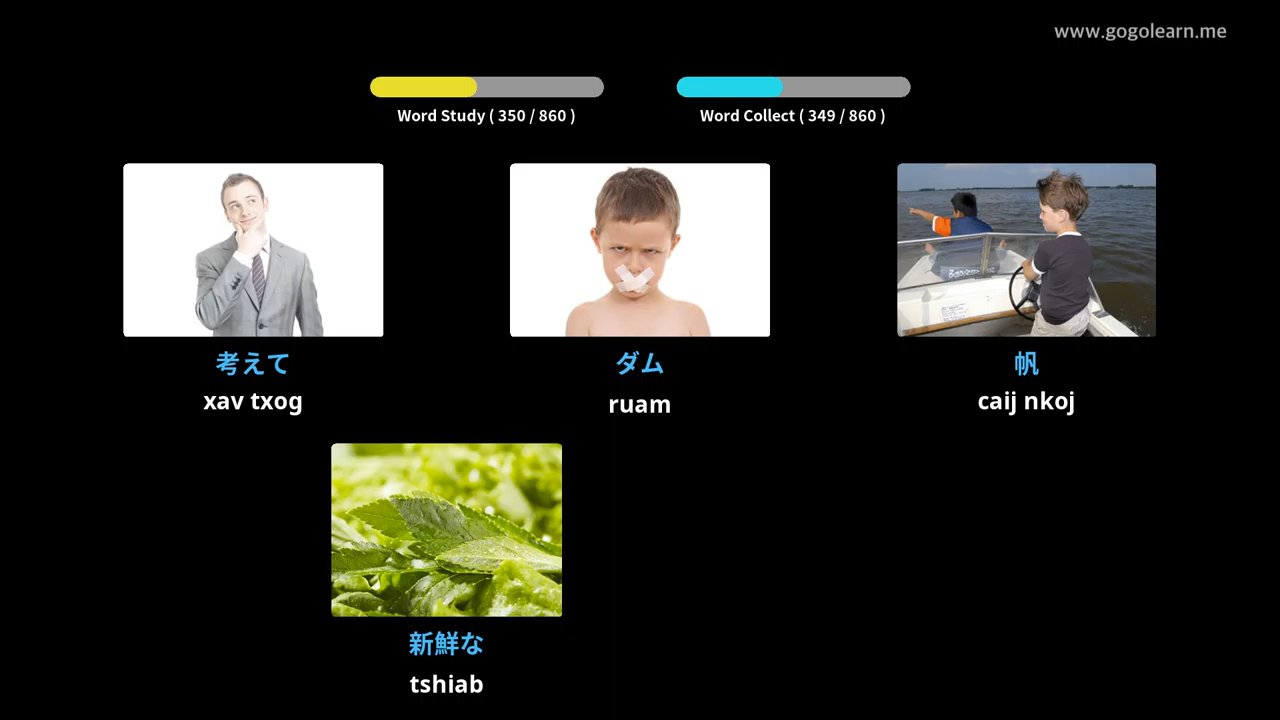 www.gogolearn.me
Word Study ( 350 / 860 )
Word Collect ( 349 / 860 )
考えて
xav txog
ダム
ruam
帆
caij nkoj
新鮮な
tshiab